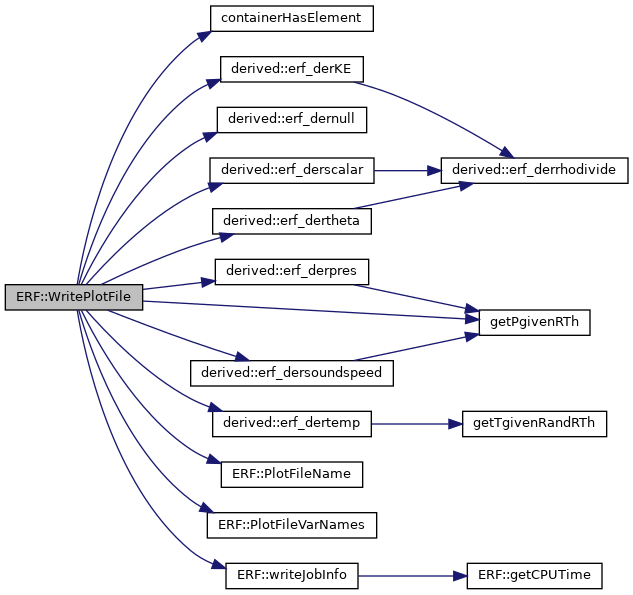 containerHasElement
derived::erf_derKE
derived::erf_dernull
derived::erf_derscalar
derived::erf_derrhodivide
derived::erf_dertheta
derived::erf_derpres
ERF::WritePlotFile
getPgivenRTh
derived::erf_dersoundspeed
derived::erf_dertemp
getTgivenRandRTh
ERF::PlotFileName
ERF::PlotFileVarNames
ERF::writeJobInfo
ERF::getCPUTime